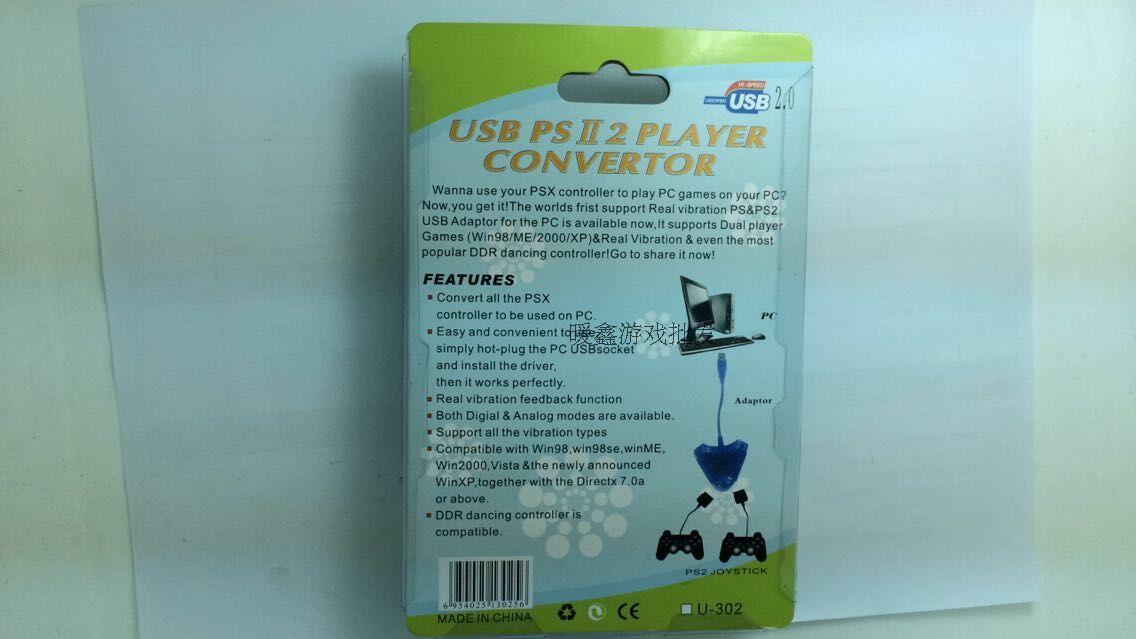 HI-SPEED
CERTIFIED USB 2.0
USB PS II 2 PLAYER
CONVERTOR
Wanna use your PSX controller to play PC games on your PC?
Now,you get it!The worlds frist support Real vibration PS&PS2
USB Adaptor for the PC is available now,It supports Dual player
Games (Win98/ME/2000/XP)&Real Vibration & even the most
popular DDR dancing controller!Go to share it now!
FEATURES
▪ Convert all the PSX
controller to be used on PC.
▪ Easy and convenient to
simply hot-plug the PC USBsocket
and install the driver,
then it works perfectly.
▪ Real vibration feedback function
▪ Both Digial & Analog modes are available.
▪ Support all the vibration types
▪ Compatible with Win98,win98se,winME,
Win2000,Vista &the newly announced
WinXP,together with the Directx 7.0a
or above.
▪ DDR dancing controller is
compatible.
暖鑫游戏批发
PC
Adaptor
PS2 JOYSTICK
6 954025 130256
MADE IN CHINA
CE
U-302